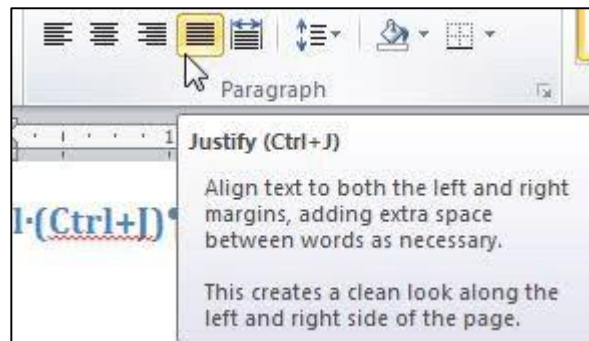 Paragraph
1
Justify (Ctrl+J)
Align text to both the left and right
margins, adding extra space
between words as necessary.
l·(Ctrl+J)¶
This creates a clean look along the
left and right side of the page.